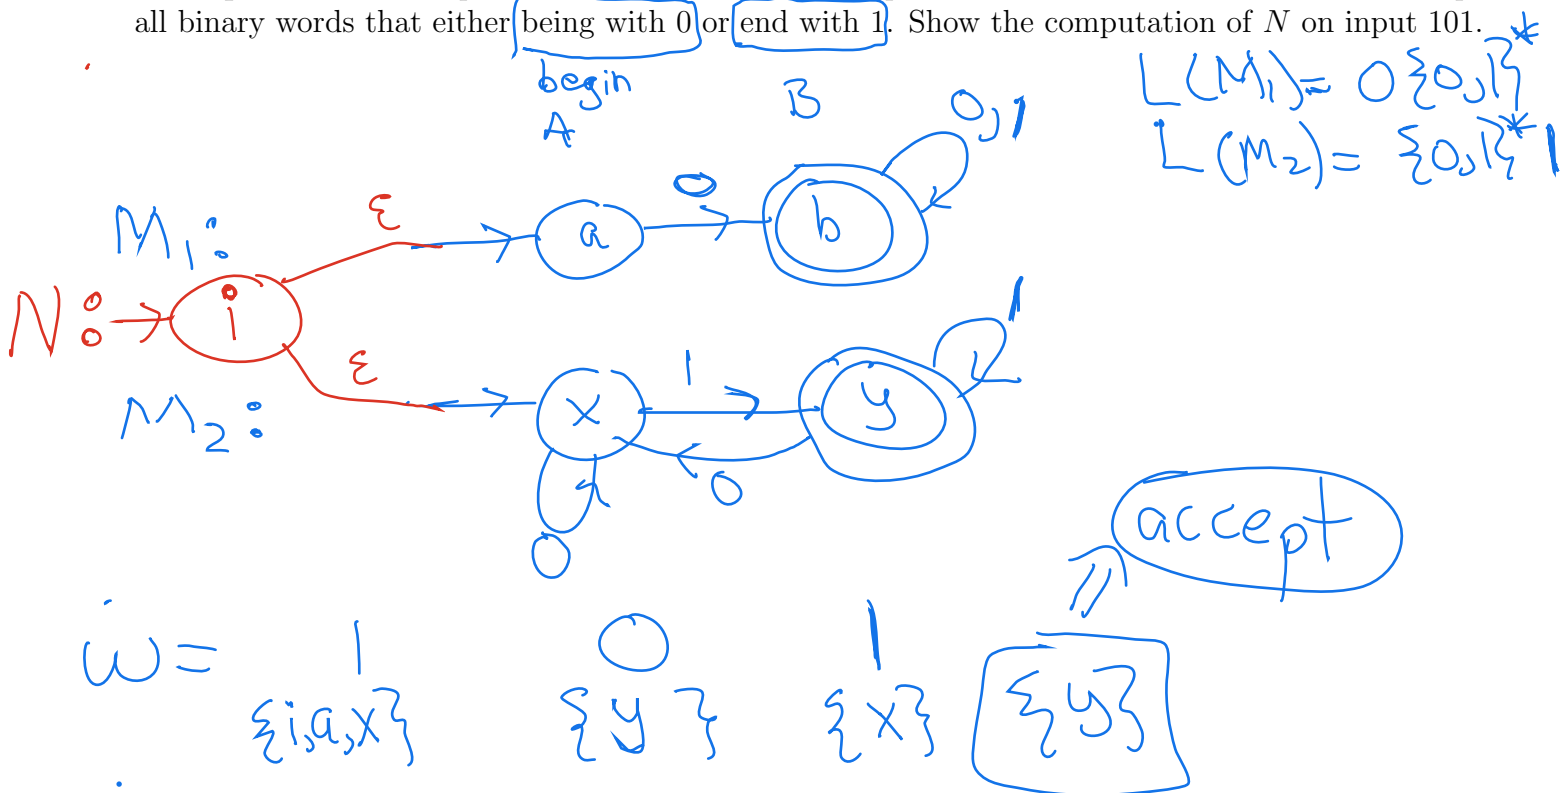 all binary words that either being with 0 or end with 1. Show the computation of N on input 101.
begin
A
B
L(M₁)= 0{0,1}*
L(M₂)= {0,1}*1
0,1
M₁:
ε
a
0
b
N:
i
ε
M₂:
x
1
y
1
0
0
accept
w = 1 0 1
{i,a,x} {y} {x} {y}